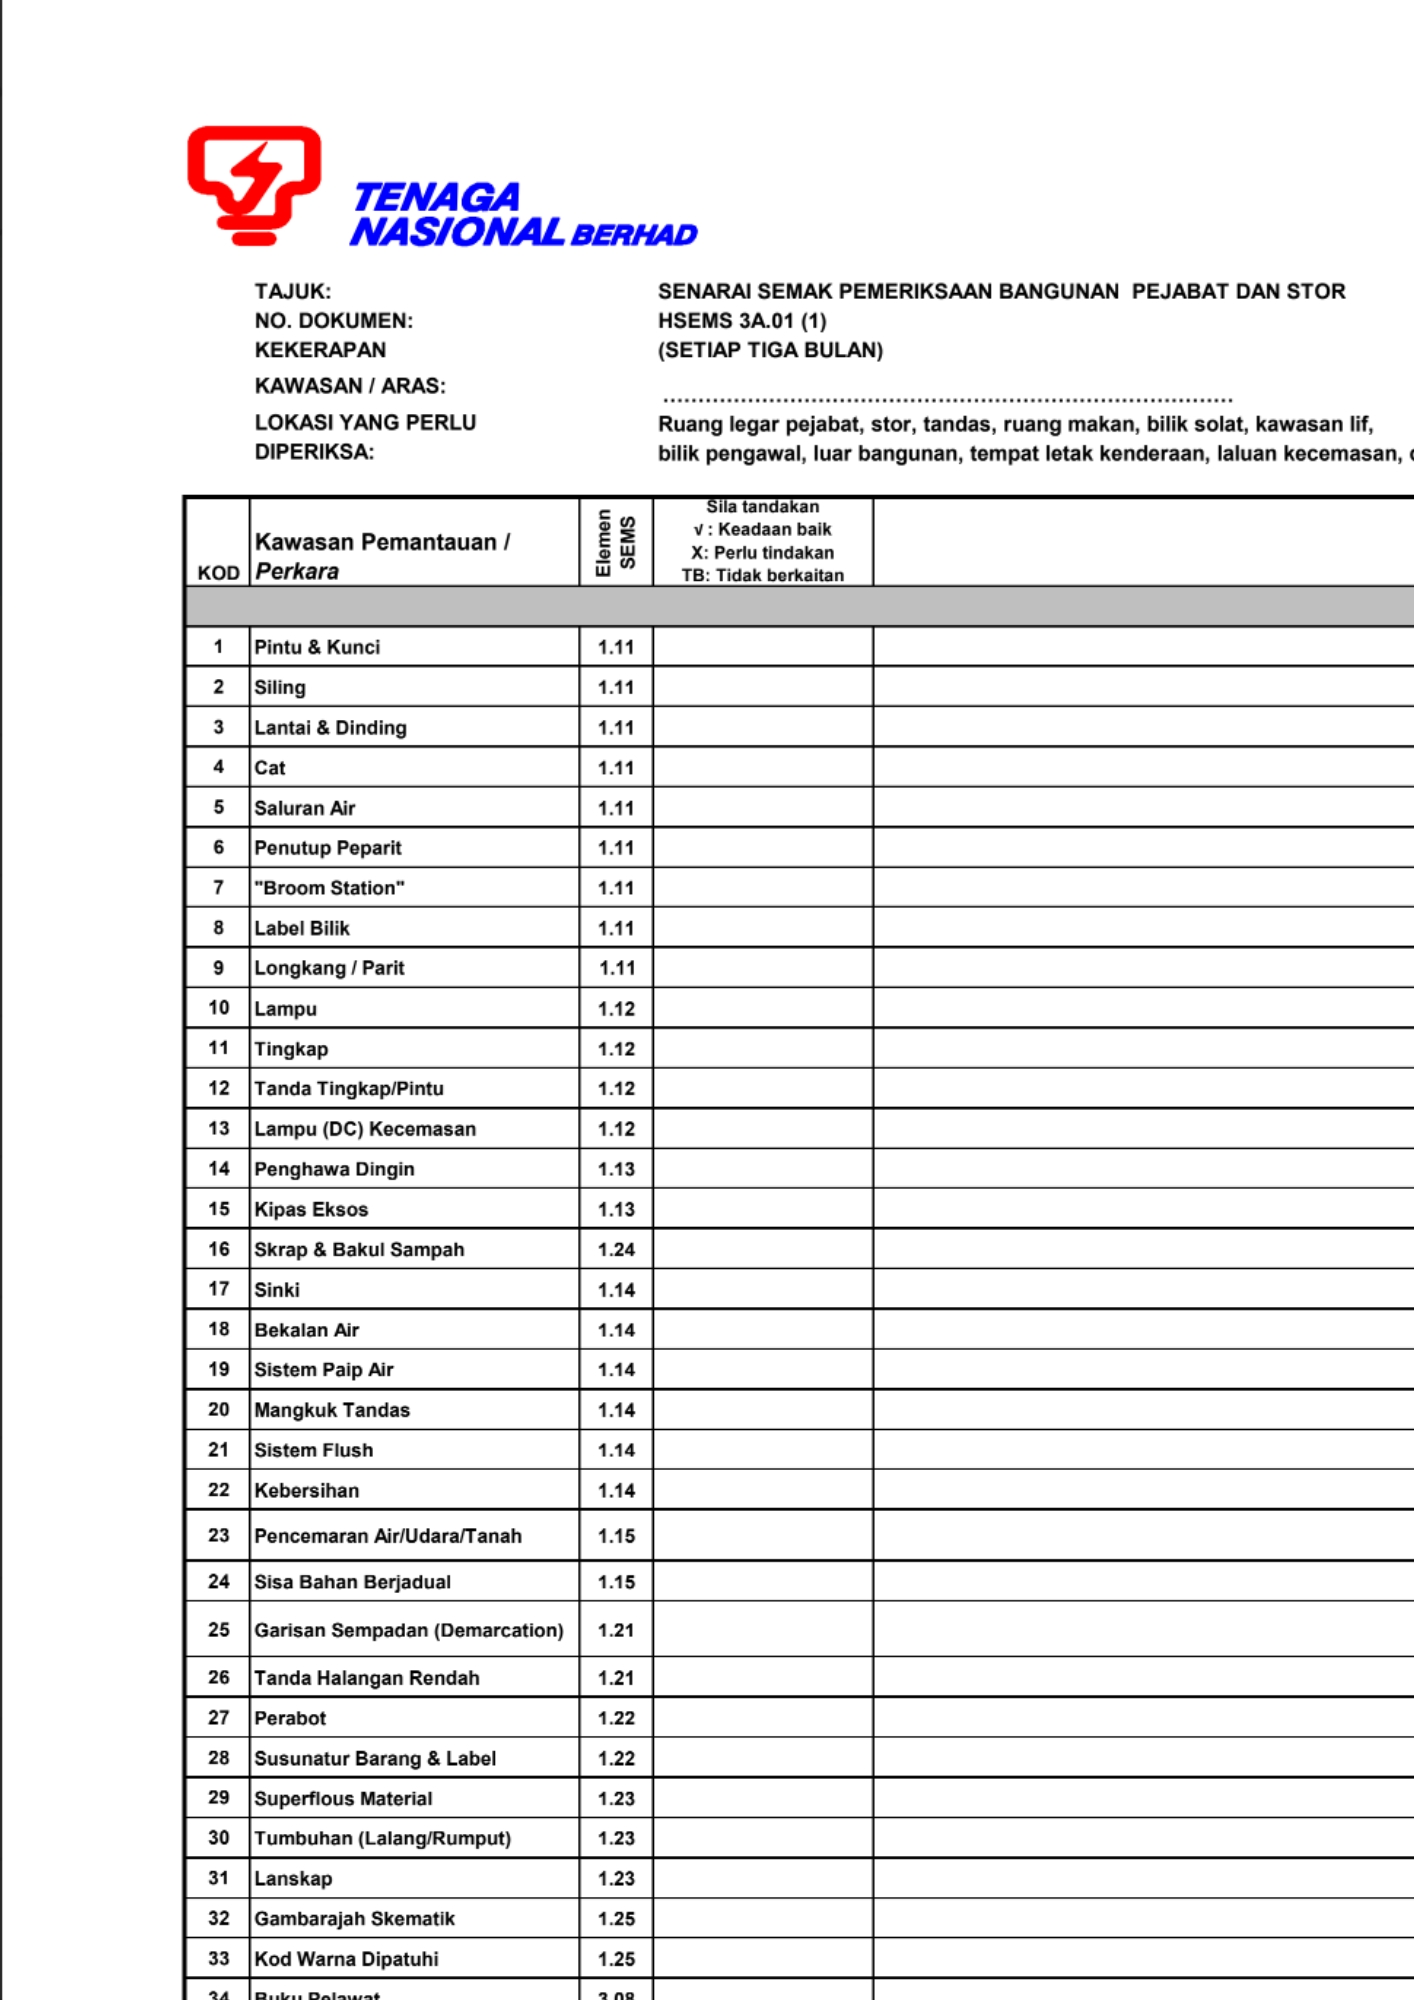 TENAGA
NASIONAL BERHAD
TAJUK: SENARAI SEMAK PEMERIKSAAN BANGUNAN PEJABAT DAN STOR
NO. DOKUMEN: HSEMS 3A.01 (1)
KEKERAPAN (SETIAP TIGA BULAN)
KAWASAN / ARAS: ................................................................................
LOKASI YANG PERLU Ruang legar pejabat, stor, tandas, ruang makan, bilik solat, kawasan lif,
DIPERIKSA: bilik pengawal, luar bangunan, tempat letak kenderaan, laluan kecemasan,
KOD
Kawasan Pemantauan /
Perkara
Elemen
SEMS
Sila tandakan
√ : Keadaan baik
X: Perlu tindakan
TB: Tidak berkaitan
1 Pintu & Kunci 1.11
2 Siling 1.11
3 Lantai & Dinding 1.11
4 Cat 1.11
5 Saluran Air 1.11
6 Penutup Peparit 1.11
7 "Broom Station" 1.11
8 Label Bilik 1.11
9 Longkang / Parit 1.11
10 Lampu 1.12
11 Tingkap 1.12
12 Tanda Tingkap/Pintu 1.12
13 Lampu (DC) Kecemasan 1.12
14 Penghawa Dingin 1.13
15 Kipas Eksos 1.13
16 Skrap & Bakul Sampah 1.24
17 Sinki 1.14
18 Bekalan Air 1.14
19 Sistem Paip Air 1.14
20 Mangkuk Tandas 1.14
21 Sistem Flush 1.14
22 Kebersihan 1.14
23 Pencemaran Air/Udara/Tanah 1.15
24 Sisa Bahan Berjadual 1.15
25 Garisan Sempadan (Demarcation) 1.21
26 Tanda Halangan Rendah 1.21
27 Perabot 1.22
28 Susunatur Barang & Label 1.22
29 Superflous Material 1.23
30 Tumbuhan (Lalang/Rumput) 1.23
31 Lanskap 1.23
32 Gambarajah Skematik 1.25
33 Kod Warna Dipatuhi 1.25
34 Buku Pelawat 3.08